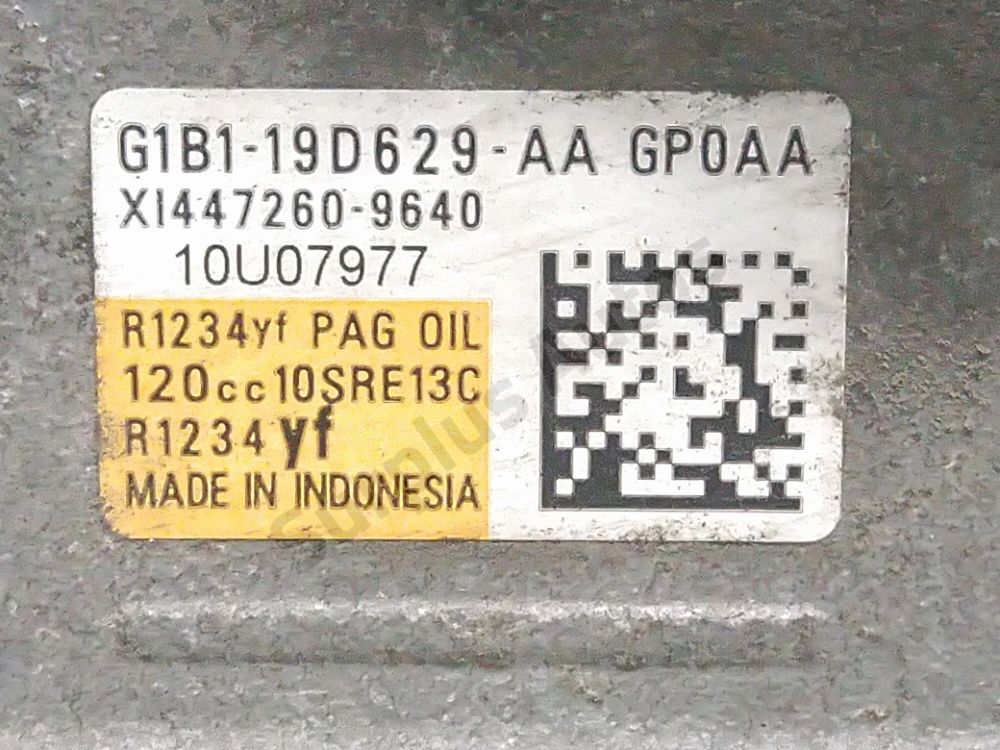 G1B1-19D629-AA GP0AA
XI447260-9640
10U07977
R1234yf PAG OIL
120cc10SRE13C
R1234yf
MADE IN INDONESIA